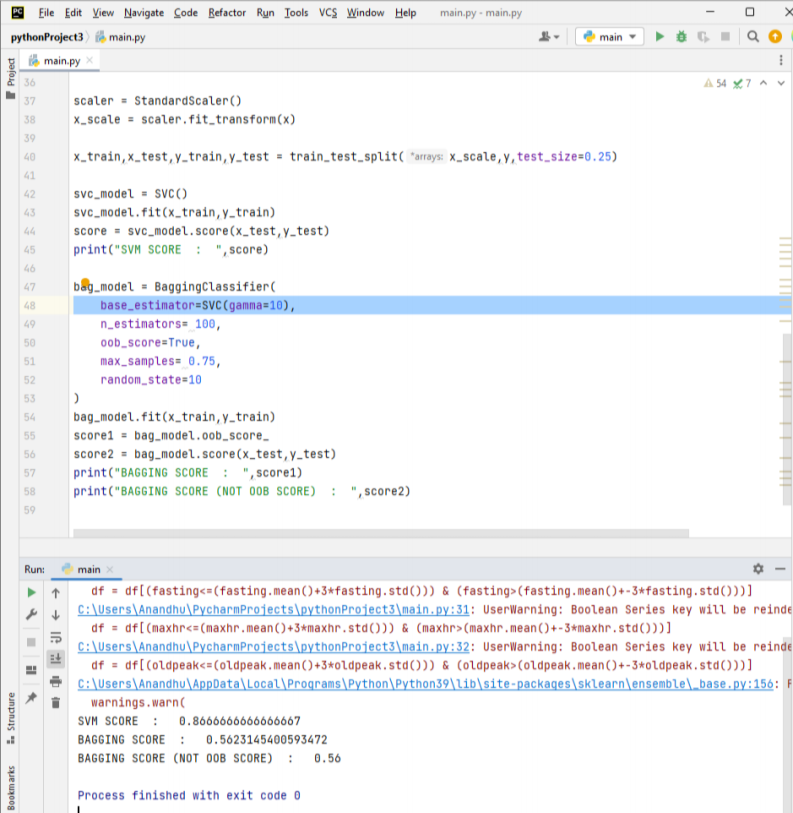 PC File Edit View Navigate Code Refactor Run Tools VCS Window Help main.py - main.py
pythonProject3 main.py main
Project main.py
54 7
36
37 scaler = StandardScaler()
38 x_scale = scaler.fit_transform(x)
39
40 x_train,x_test,y_train,y_test = train_test_split( *arrays: x_scale,y,test_size=0.25)
41
42 svc_model = SVC()
43 svc_model.fit(x_train,y_train)
44 score = svc_model.score(x_test,y_test)
45 print("SVM SCORE : ",score)
46
47 bag_model = BaggingClassifier(
48 base_estimator=SVC(gamma=10),
49 n_estimators= 100,
50 oob_score=True,
51 max_samples= 0.75,
52 random_state=10
53 )
54 bag_model.fit(x_train,y_train)
55 score1 = bag_model.oob_score_
56 score2 = bag_model.score(x_test,y_test)
57 print("BAGGING SCORE : ",score1)
58 print("BAGGING SCORE (NOT OOB SCORE) : ",score2)
59
Run: main
df = df[(fasting<=(fasting.mean()+3*fasting.std())) & (fasting>(fasting.mean()+-3*fasting.std()))]
C:\Users\Anandhu\PycharmProjects\pythonProject3\main.py:31: UserWarning: Boolean Series key will be reinde
df = df[(maxhr<=(maxhr.mean()+3*maxhr.std())) & (maxhr>(maxhr.mean()+-3*maxhr.std()))]
C:\Users\Anandhu\PycharmProjects\pythonProject3\main.py:32: UserWarning: Boolean Series key will be reinde
df = df[(oldpeak<=(oldpeak.mean()+3*oldpeak.std())) & (oldpeak>(oldpeak.mean()+-3*oldpeak.std()))]
C:\Users\Anandhu\AppData\Local\Programs\Python\Python39\lib\site-packages\sklearn\ensemble\_base.py:156: F
warnings.warn(
SVM SCORE : 0.8666666666666667
BAGGING SCORE : 0.5623145400593472
BAGGING SCORE (NOT OOB SCORE) : 0.56
Process finished with exit code 0
Structure
Bookmarks